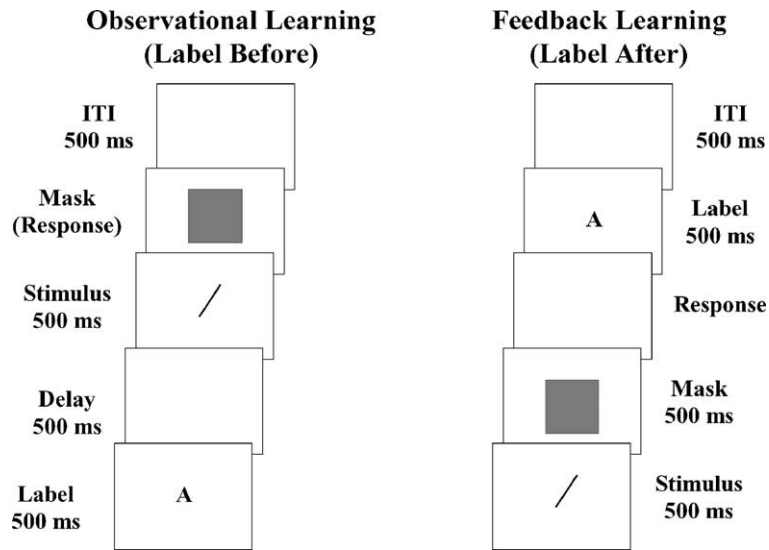 Observational Learning
(Label Before)
ITI
500 ms
Mask
(Response)
Stimulus
500 ms
Delay
500 ms
Label
500 ms
A
Feedback Learning
(Label After)
ITI
500 ms
A
Label
500 ms
Response
Mask
500 ms
Stimulus
500 ms